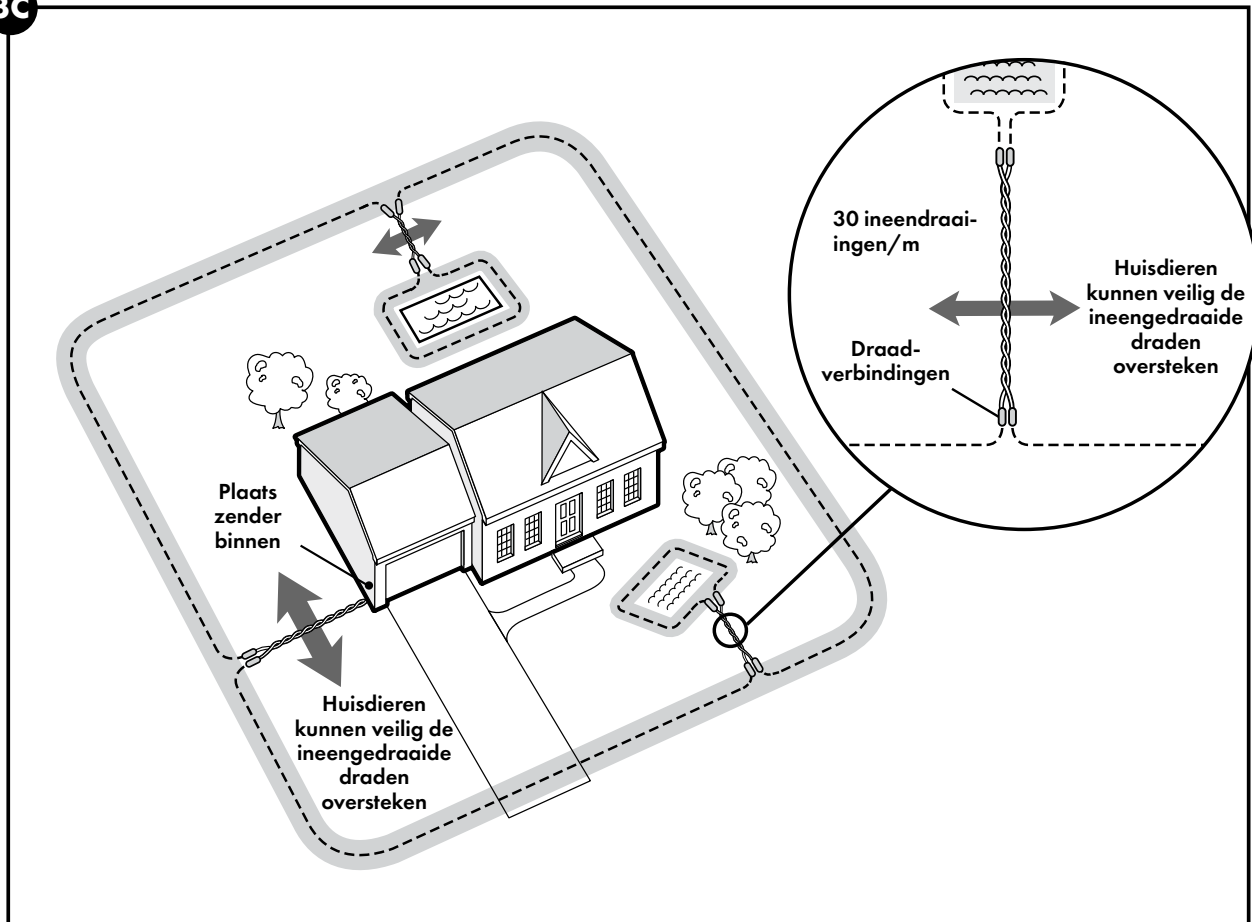 3C
30 ineendraai-
ingen/m
Huisdieren
kunnen veilig de
ineengedraaide
draden
oversteken
Draad-
verbindingen
Plaats
zender
binnen
Huisdieren
kunnen veilig de
ineengedraaide
draden
oversteken